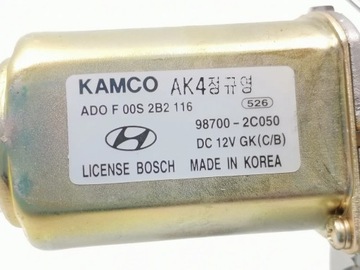 KAMCO AK4정규영
ADO F 00S 2B2 116 526
98700 - 2C050
DC 12V GK(C/B)
LICENSE BOSCH MADE IN KOREA